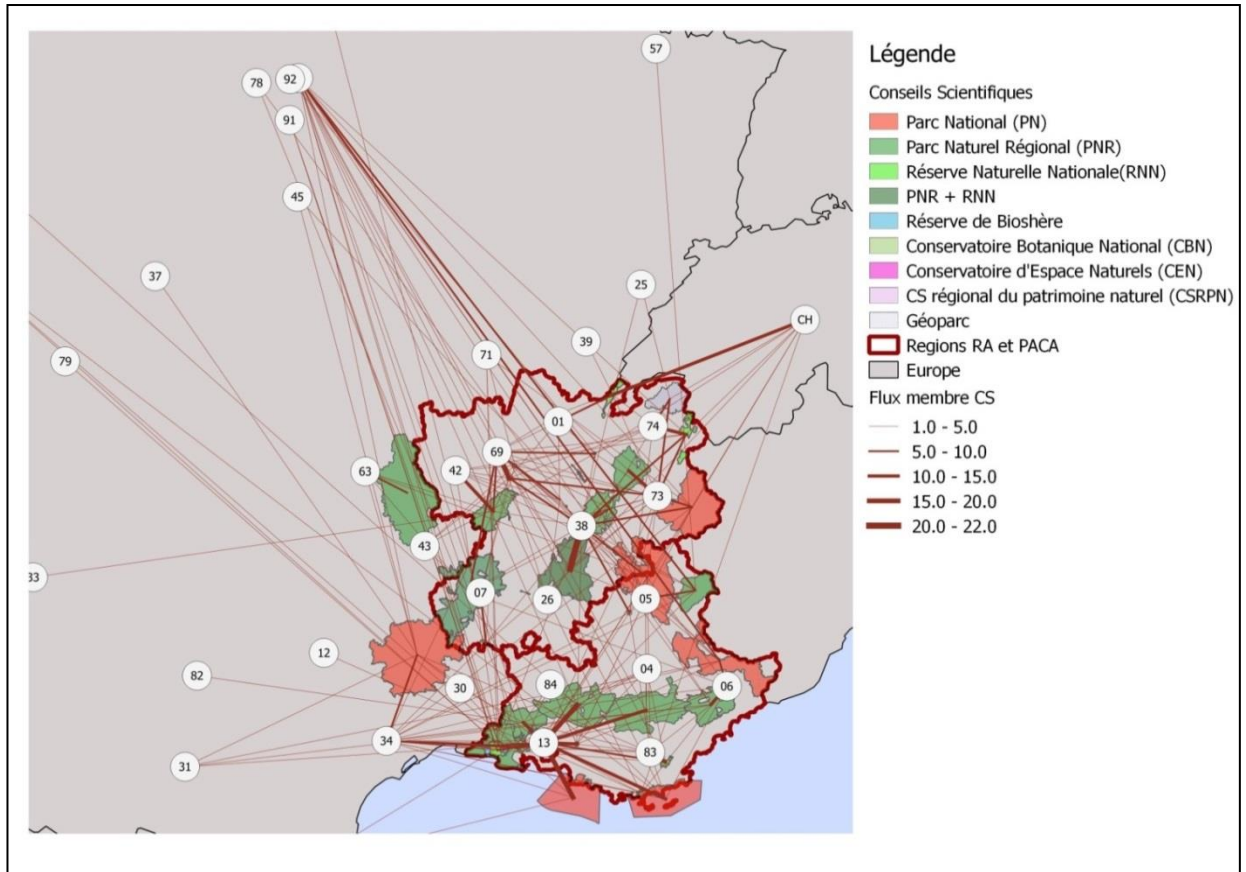 57
78
92
91
45
37
25
CH
39
79
71
01
74
69
63
42
73
38
43
33
07
26
05
12
82
30
84
04
06
34
13
83
31
Légende
Conseils Scientifiques
Parc National (PN)
Parc Naturel Régional (PNR)
Réserve Naturelle Nationale(RNN)
PNR + RNN
Réserve de Bioshère
Conservatoire Botanique National (CBN)
Conservatoire d'Espace Naturels (CEN)
CS régional du patrimoine naturel (CSRPN)
Géoparc
Regions RA et PACA
Europe
Flux membre CS
1.0 - 5.0
5.0 - 10.0
10.0 - 15.0
15.0 - 20.0
20.0 - 22.0